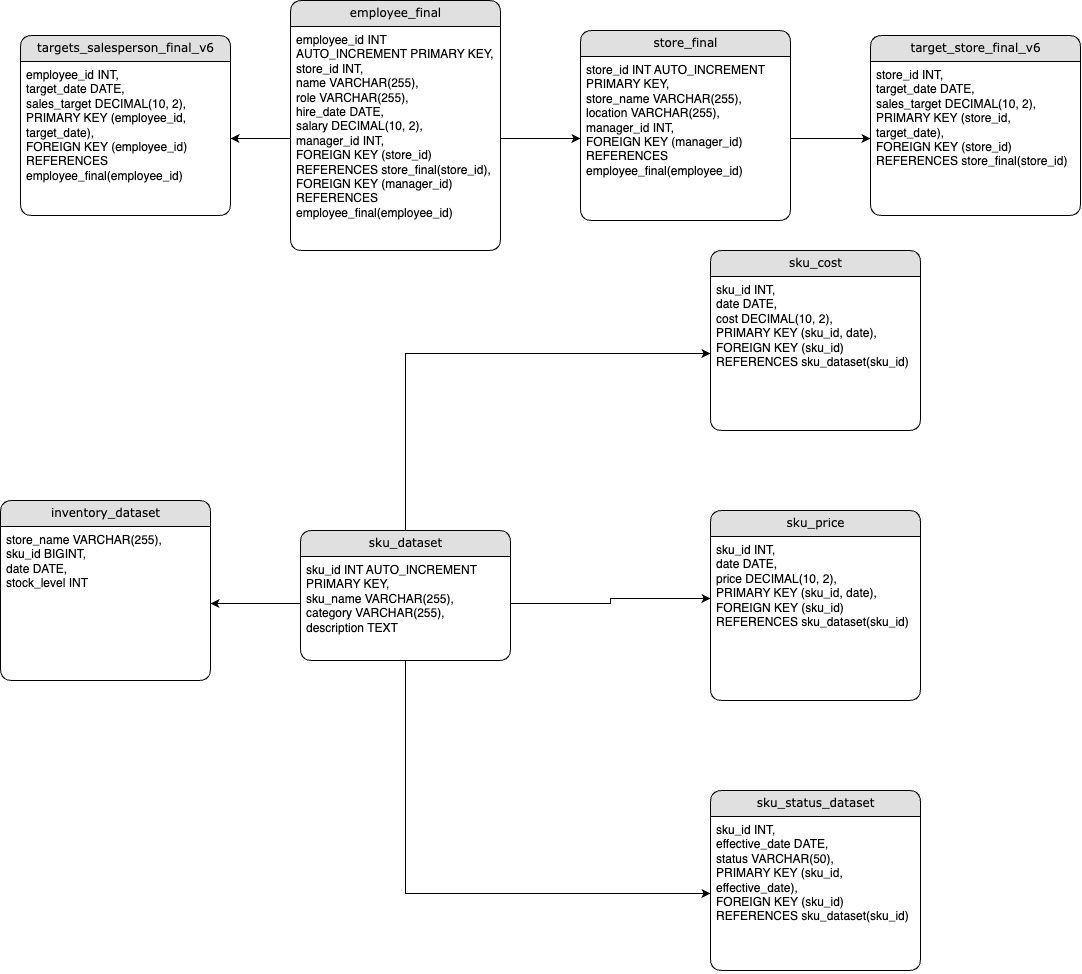 employee_final
employee_id INT
AUTO_INCREMENT PRIMARY KEY,
store_id INT,
name VARCHAR(255),
role VARCHAR(255),
hire_date DATE,
salary DECIMAL(10, 2),
manager_id INT,
FOREIGN KEY (store_id)
REFERENCES store_final(store_id),
FOREIGN KEY (manager_id)
REFERENCES
employee_final(employee_id)
targets_salesperson_final_v6
employee_id INT,
target_date DATE,
sales_target DECIMAL(10, 2),
PRIMARY KEY (employee_id,
target_date),
FOREIGN KEY (employee_id)
REFERENCES
employee_final(employee_id)
store_final
store_id INT AUTO_INCREMENT
PRIMARY KEY,
store_name VARCHAR(255),
location VARCHAR(255),
manager_id INT,
FOREIGN KEY (manager_id)
REFERENCES
employee_final(employee_id)
target_store_final_v6
store_id INT,
target_date DATE,
sales_target DECIMAL(10, 2),
PRIMARY KEY (store_id,
target_date),
FOREIGN KEY (store_id)
REFERENCES store_final(store_id)
sku_cost
sku_id INT,
date DATE,
cost DECIMAL(10, 2),
PRIMARY KEY (sku_id, date),
FOREIGN KEY (sku_id)
REFERENCES sku_dataset(sku_id)
inventory_dataset
store_name VARCHAR(255),
sku_id BIGINT,
date DATE,
stock_level INT
sku_dataset
sku_id INT AUTO_INCREMENT
PRIMARY KEY,
sku_name VARCHAR(255),
category VARCHAR(255),
description TEXT
sku_price
sku_id INT,
date DATE,
price DECIMAL(10, 2),
PRIMARY KEY (sku_id, date),
FOREIGN KEY (sku_id)
REFERENCES sku_dataset(sku_id)
sku_status_dataset
sku_id INT,
effective_date DATE,
status VARCHAR(50),
PRIMARY KEY (sku_id,
effective_date),
FOREIGN KEY (sku_id)
REFERENCES sku_dataset(sku_id)